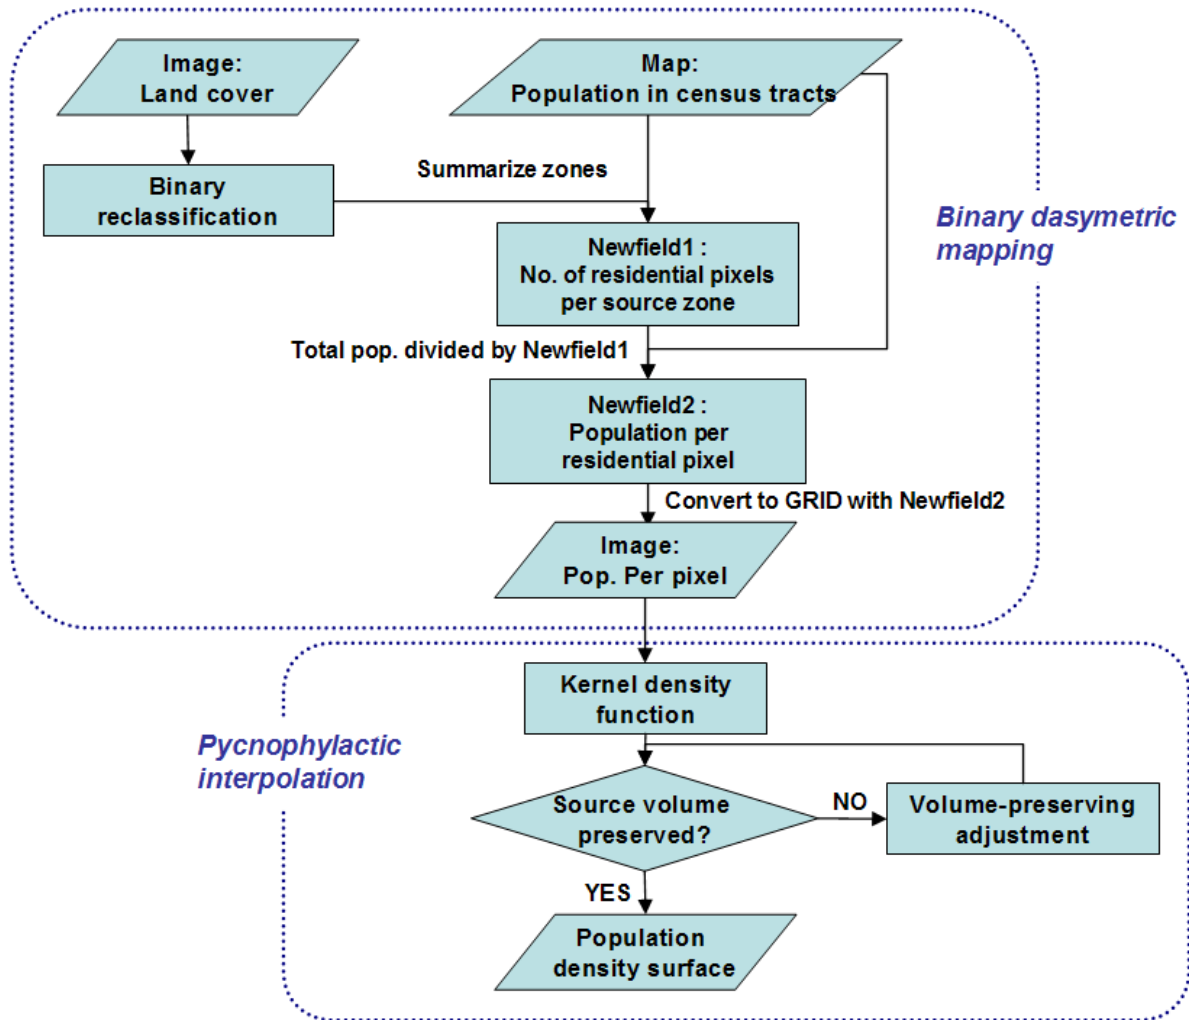 Image:
Land cover
Map:
Population in census tracts
Summarize zones
Binary
reclassification
Binary dasymetric
mapping
Newfield1 :
No. of residential pixels
per source zone
Total pop. divided by Newfield1
Newfield2 :
Population per
residential pixel
Convert to GRID with Newfield2
Image:
Pop. Per pixel
Kernel density
function
Pycnophylactic
interpolation
Source volume
preserved?
NO
Volume-preserving
adjustment
YES
Population
density surface